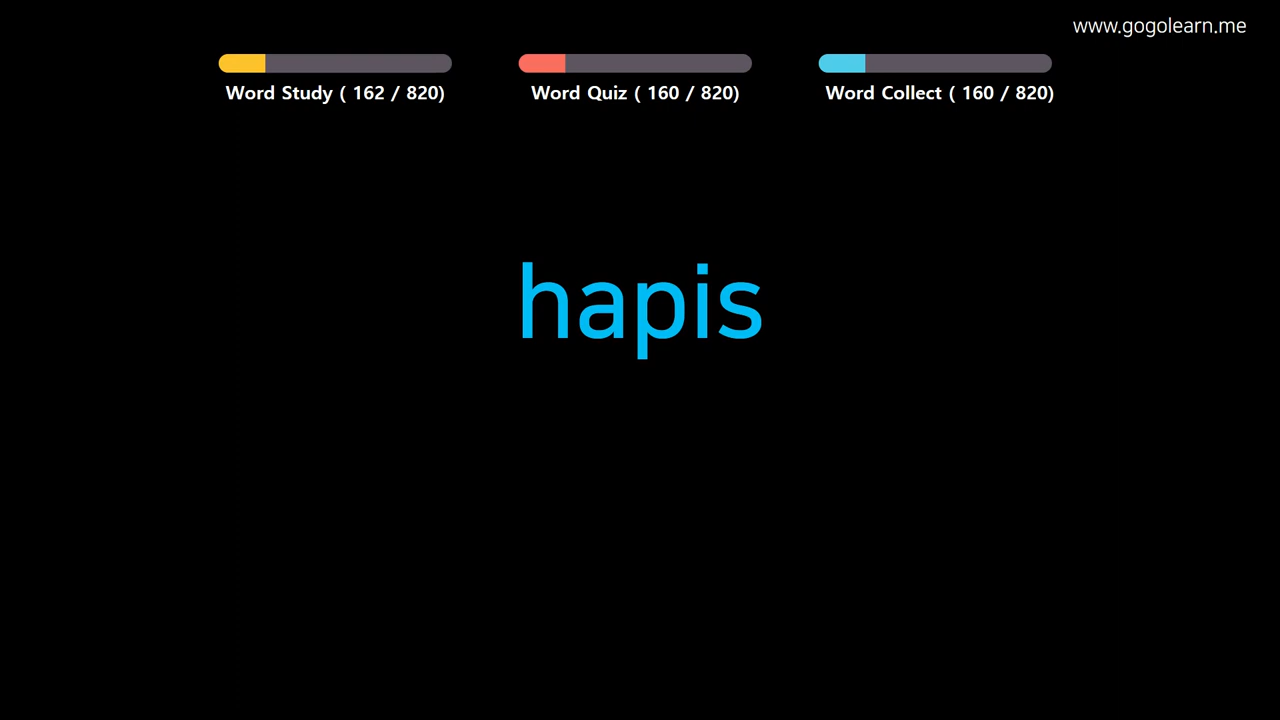 www.gogolearn.me
Word Study ( 162 / 820)
Word Quiz ( 160 / 820)
Word Collect ( 160 / 820)
hapis